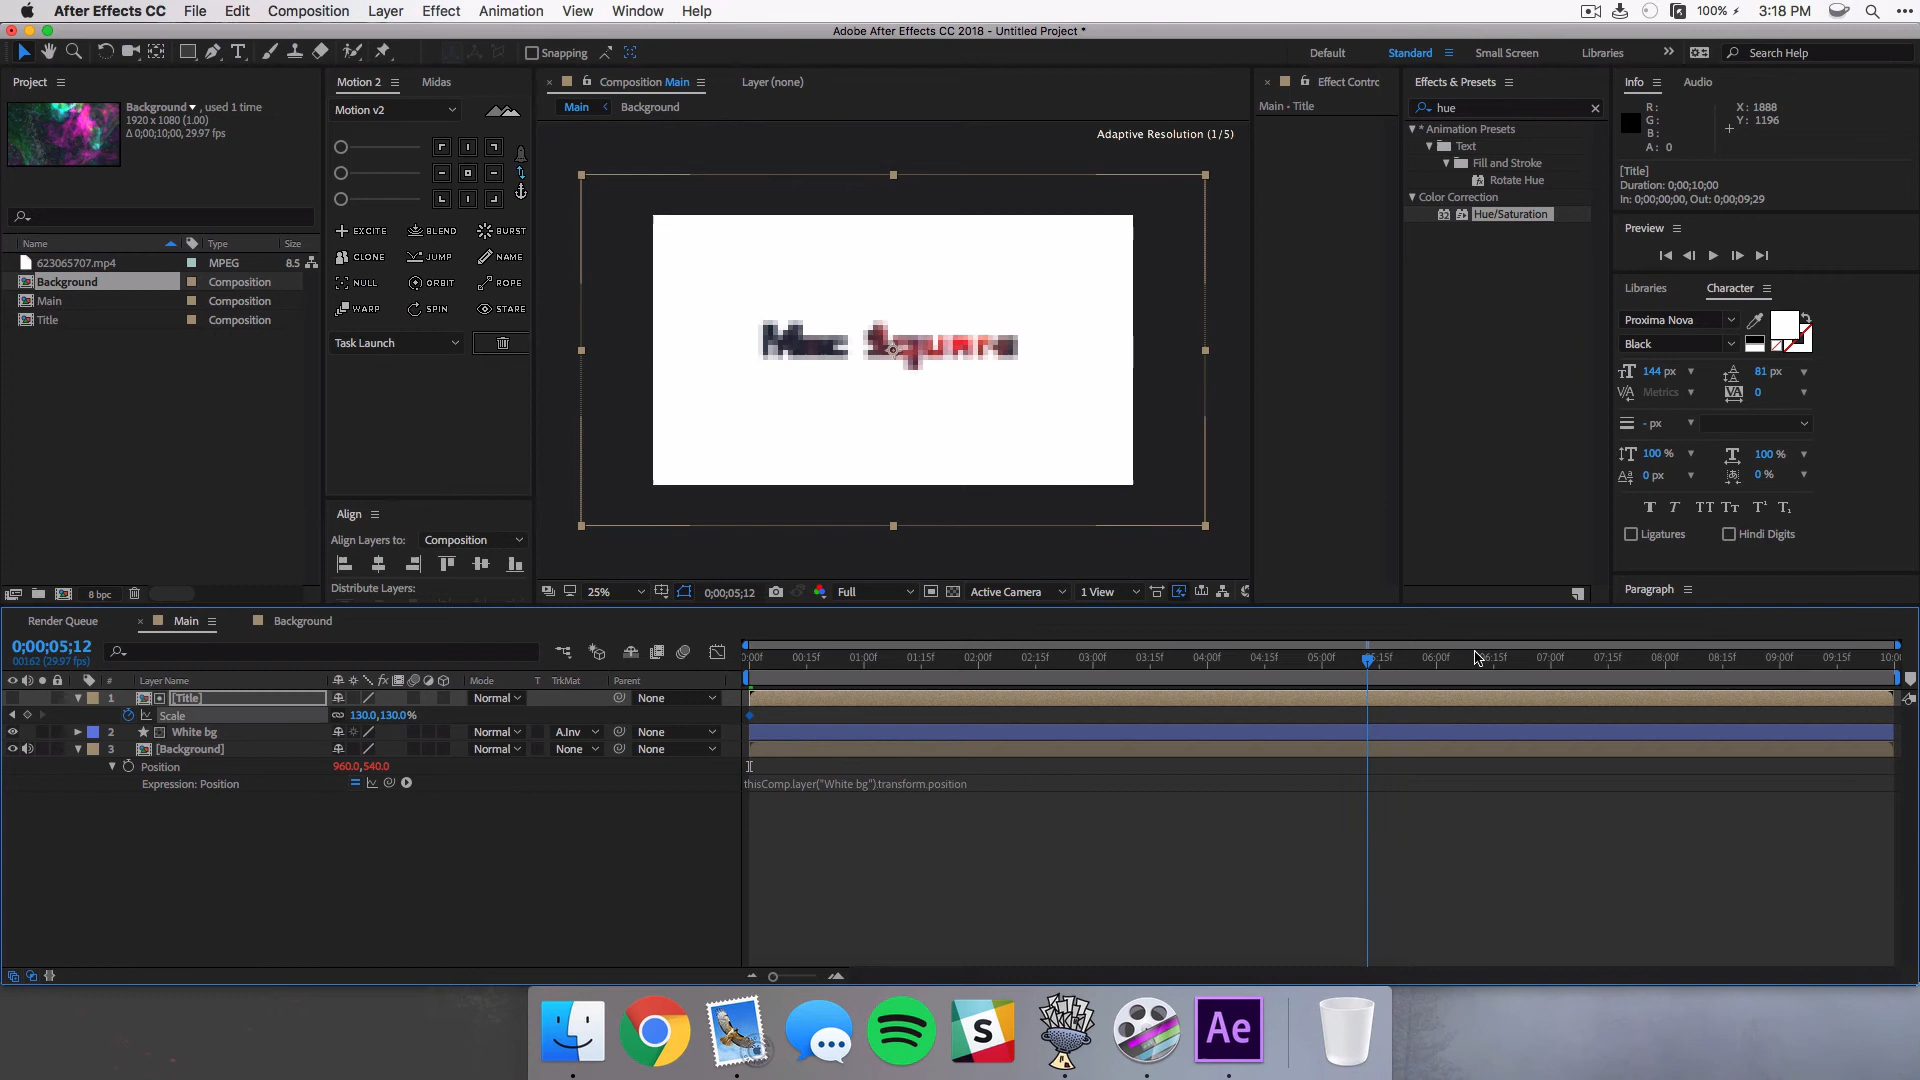 After Effects CC File Edit Composition Layer Effect Animation View Window Help 100% 3:18 PM
Adobe After Effects CC 2018 - Untitled Project *
Snapping Default Standard Small Screen Libraries Search Help
Project Motion 2 Midas Composition Main Layer (none) Effect Contrc Effects & Presets Info Audio
Background , used 1 time
1920 x 1080 (1.00)
Δ 0;00;10;00, 29.97 fps
Motion v2
Main Background
Main - Title
hue
R: X: 1888
G: Y: 1196
B:
A: 0
Adaptive Resolution (1/5)
* Animation Presets
Text
Fill and Stroke
Rotate Hue
Color Correction
Hue/Saturation
[Title]
Duration: 0;00;10;00
In: 0;00;00;00, Out: 0;00;09;29
Preview
EXCITE BLEND BURST
CLONE JUMP NAME
NULL ORBIT ROPE
WARP SPIN STARE
Task Launch
Name Type Size
623065707.mp4 MPEG 8.5
Background Composition
Main Composition
Title Composition
Libraries Character
Proxima Nova
Black
144 px 81 px
Metrics 0
- px
100 % 100 %
0 px 0 %
Ligatures Hindi Digits
Mac Square
Align
Align Layers to: Composition
Distribute Layers:
8 bpc
25% 0;00;05;12 Full Active Camera 1 View
Paragraph
Render Queue Main Background
0;00;05;12
00162 (29.97 fps)
0:00f 00:15f 01:00f 01:15f 02:00f 02:15f 03:00f 03:15f 04:00f 04:15f 05:00f 05:15f 06:00f 06:15f 07:00f 07:15f 08:00f 08:15f 09:00f 09:15f 10:0
# Layer Name Mode T TrkMat Parent
1 [Title] Normal None
Scale 130.0,130.0%
2 White bg Normal A.Inv None
3 [Background] Normal None None
Position 960.0,540.0
Expression: Position thisComp.layer("White bg").transform.position
S
Ae